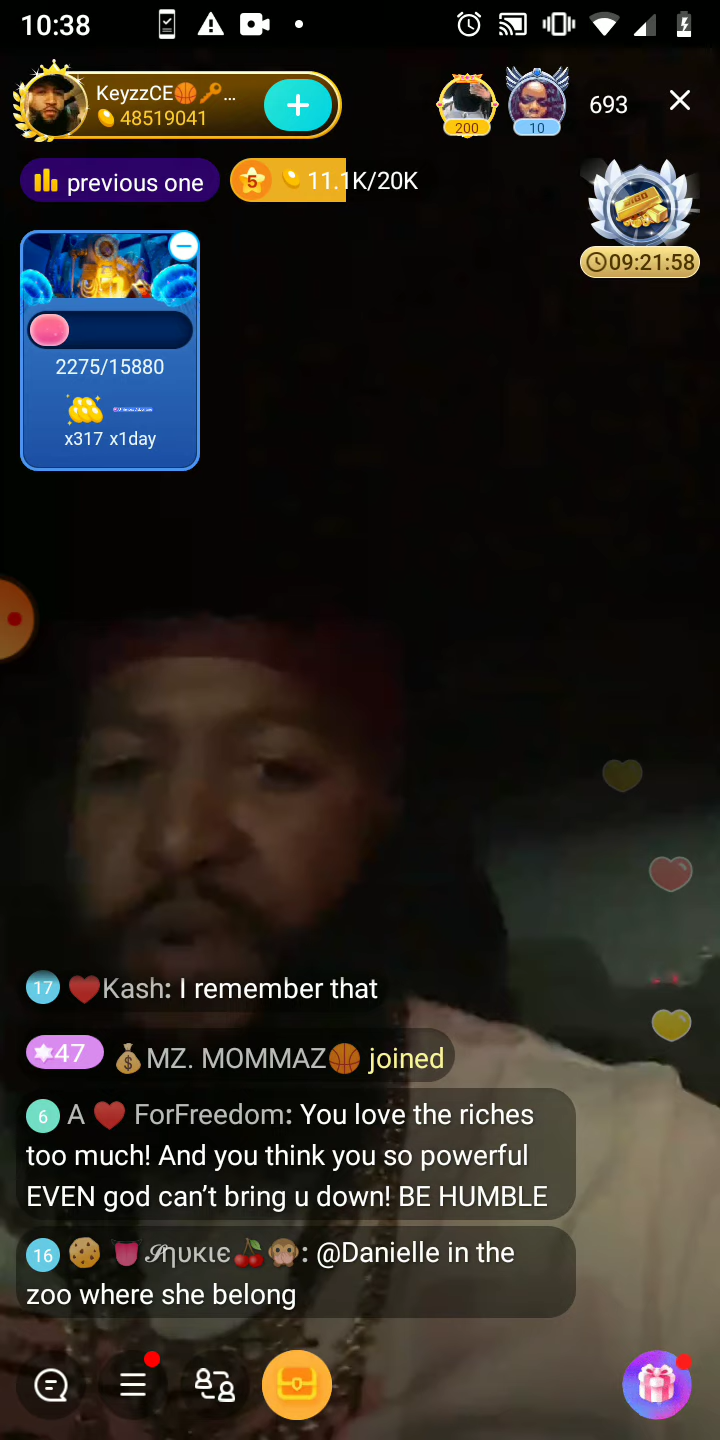 10:38
KeyzzCE🏀🔑...
48519041
200
10
693
previous one
5
11.1K/20K
09:21:58
2275/15880
x317 x1day
17 ❤️Kash: I remember that
47 💰MZ. MOMMAZ🏀 joined
6 A ❤️ ForFreedom: You love the riches
too much! And you think you so powerful
EVEN god can't bring u down! BE HUMBLE
16 🍪 👅𝒮ηυκιє🍒🙊: @Danielle in the
zoo where she belong